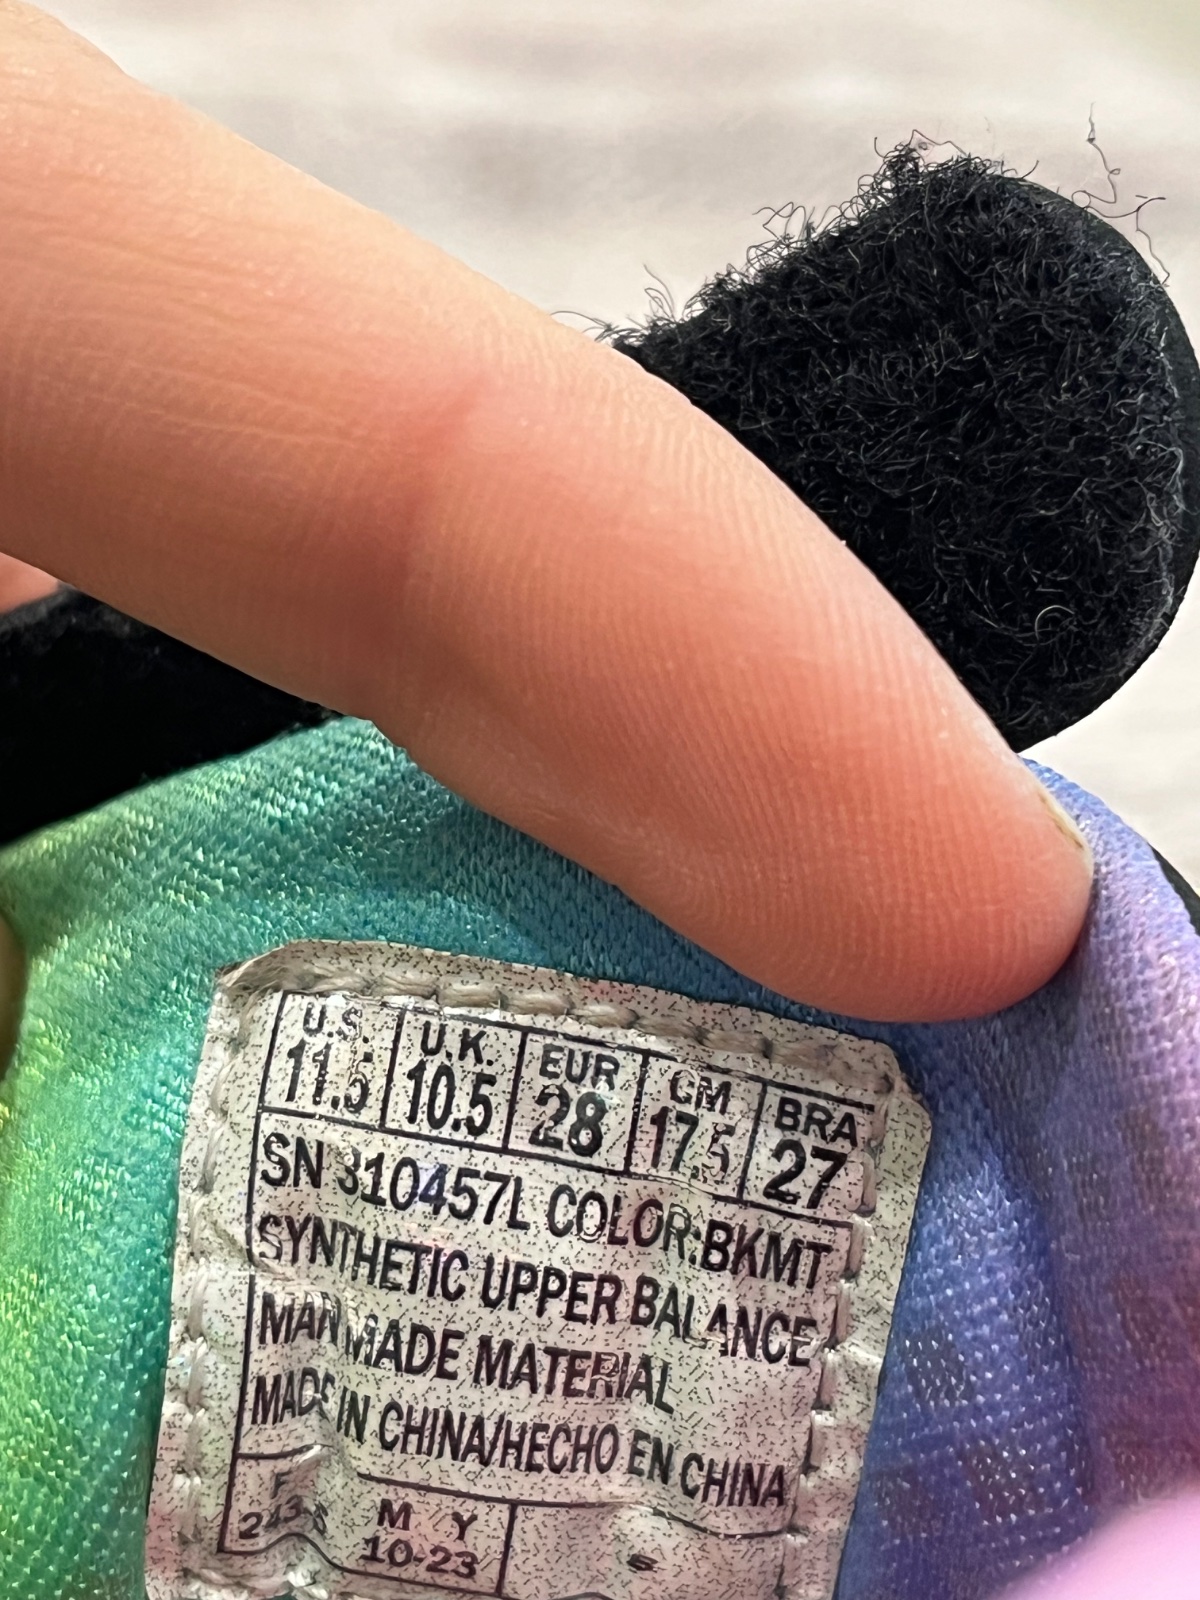 U.S. U.K. EUR CM BRA
11.5 10.5 28 17.5 27
SN 310457L COLOR:BKMT
SYNTHETIC UPPER BALANCE
MAN MADE MATERIAL
MADE IN CHINA/HECHO EN CHINA
F M Y
10-23